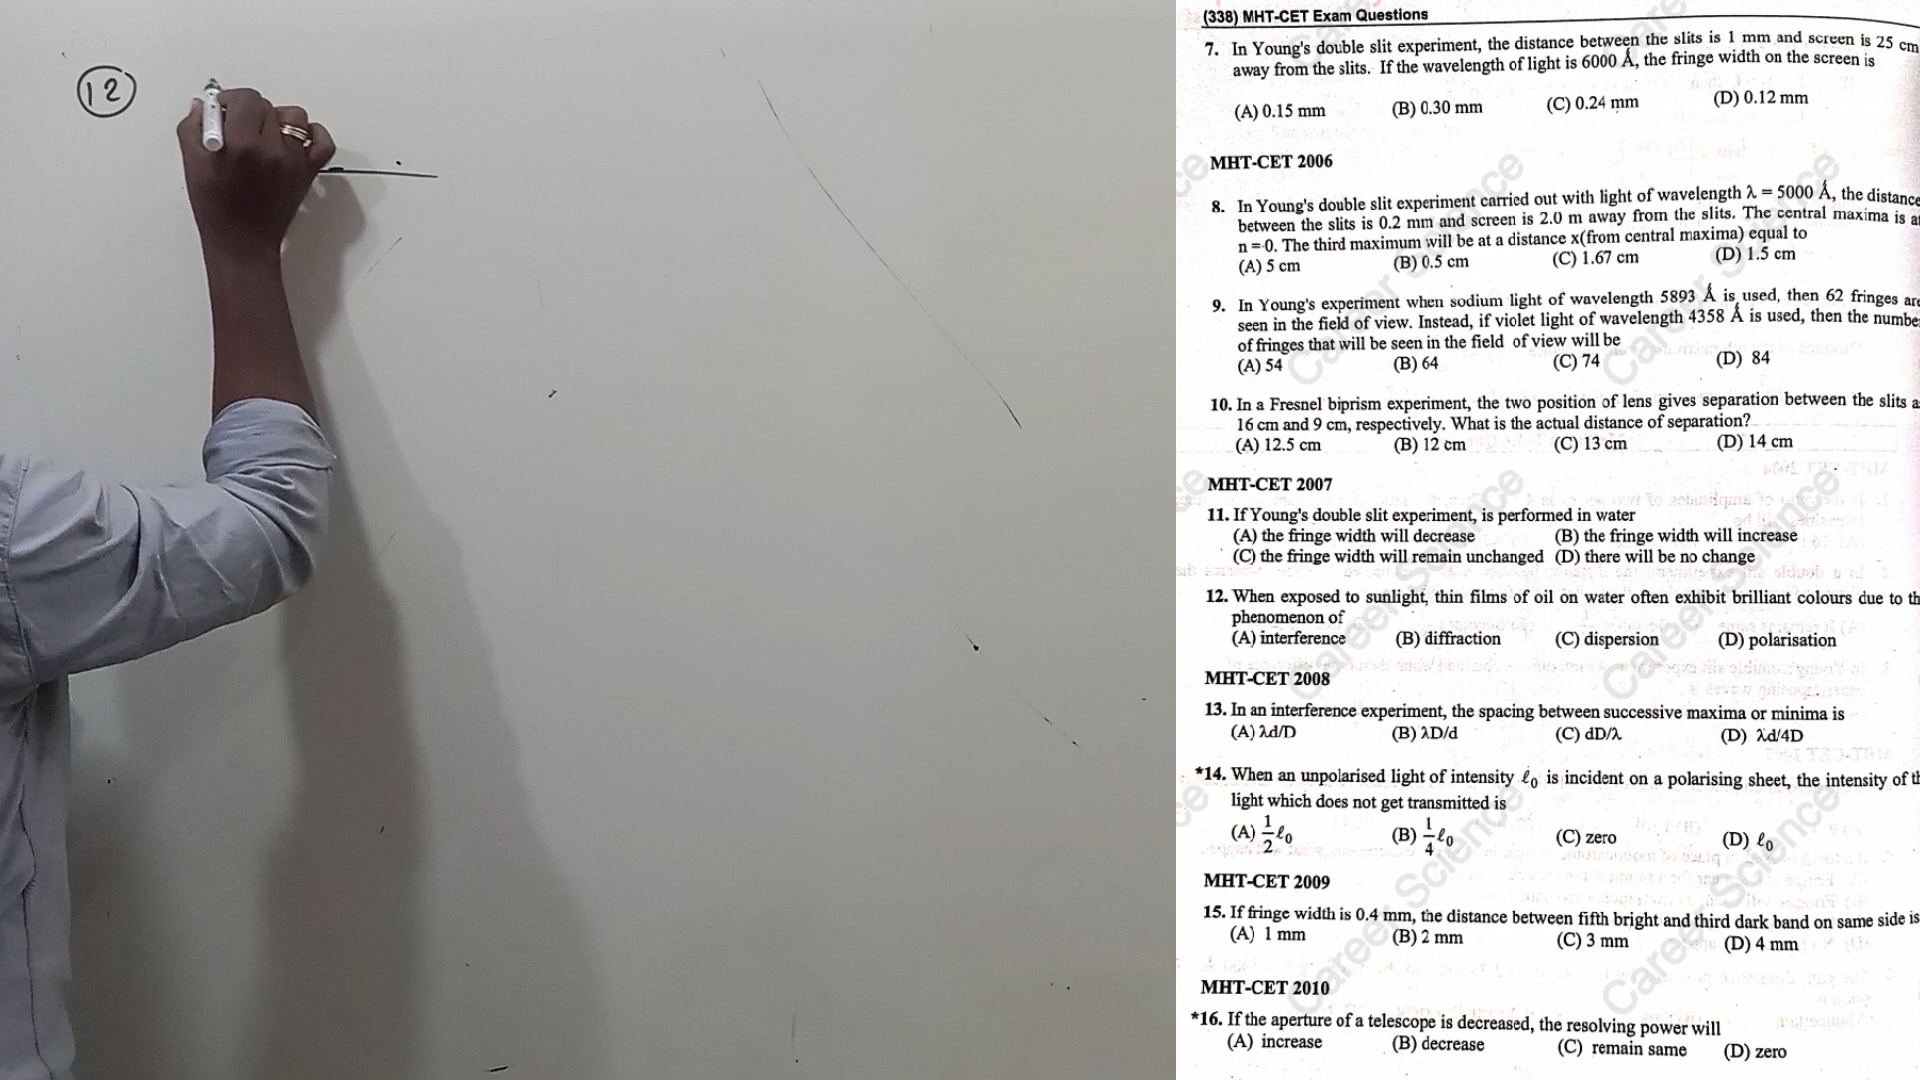 12
(338) MHT-CET Exam Questions
7. In Young's double slit experiment, the distance between the slits is 1 mm and screen is 25 cm
away from the slits. If the wavelength of light is 6000 Å, the fringe width on the screen is
(A) 0.15 mm (B) 0.30 mm (C) 0.24 mm (D) 0.12 mm
MHT-CET 2006
8. In Young's double slit experiment carried out with light of wavelength λ = 5000 Å, the distance
between the slits is 0.2 mm and screen is 2.0 m away from the slits. The central maxima is
n = 0. The third maximum will be at a distance x(from central maxima) equal to
(A) 5 cm (B) 0.5 cm (C) 1.67 cm (D) 1.5 cm
9. In Young's experiment when sodium light of wavelength 5893 Å is used, then 62 fringes
seen in the field of view. Instead, if violet light of wavelength 4358 Å is used, then the
of fringes that will be seen in the field of view will be
(A) 54 (B) 64 (C) 74 (D) 84
10. In a Fresnel biprism experiment, the two position of lens gives separation between the slits
16 cm and 9 cm, respectively. What is the actual distance of separation?
(A) 12.5 cm (B) 12 cm (C) 13 cm (D) 14 cm
MHT-CET 2007
11. If Young's double slit experiment, is performed in water
(A) the fringe width will decrease (B) the fringe width will increase
(C) the fringe width will remain unchanged (D) there will be no change
12. When exposed to sunlight, thin films of oil on water often exhibit brilliant colours due to
phenomenon of
(A) interference (B) diffraction (C) dispersion (D) polarisation
MHT-CET 2008
13. In an interference experiment, the spacing between successive maxima or minima is
(A) λd/D (B) λD/d (C) dD/λ (D) λd/4D
*14. When an unpolarised light of intensity ℓ₀ is incident on a polarising sheet, the intensity of
light which does not get transmitted is
(A) 1/2 ℓ₀ (B) 1/4 ℓ₀ (C) zero (D) ℓ₀
MHT-CET 2009
15. If fringe width is 0.4 mm, the distance between fifth bright and third dark band on same side is
(A) 1 mm (B) 2 mm (C) 3 mm (D) 4 mm
MHT-CET 2010
*16. If the aperture of a telescope is decreased, the resolving power will
(A) increase (B) decrease (C) remain same (D) zero